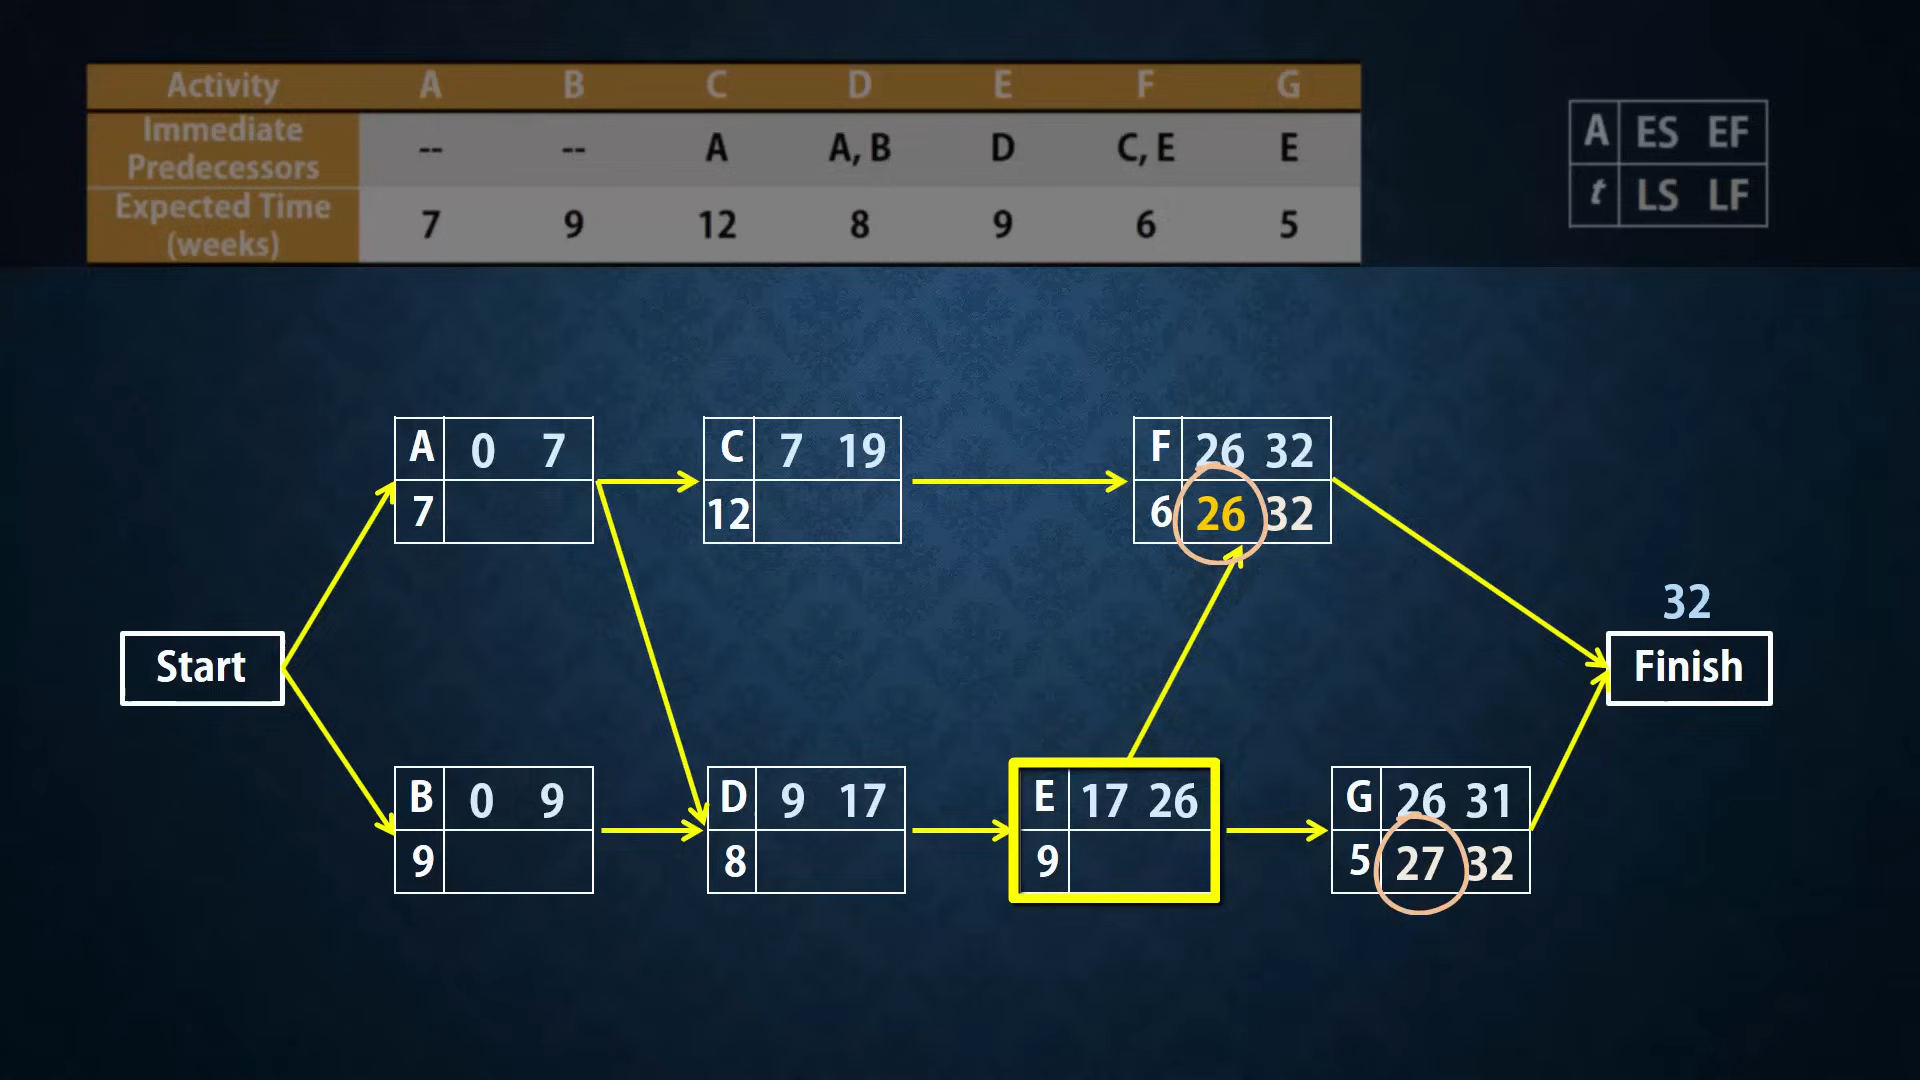 Activity A B C D E F G
Immediate Predecessors -- -- A A, B D C, E E
Expected Time (weeks) 7 9 12 8 9 6 5
A ES EF
t LS LF
A 0 7
7
C 7 19
12
F 26 32
6 26 32
32
Start
Finish
B 0 9
9
D 9 17
8
E 17 26
9
G 26 31
5 27 32